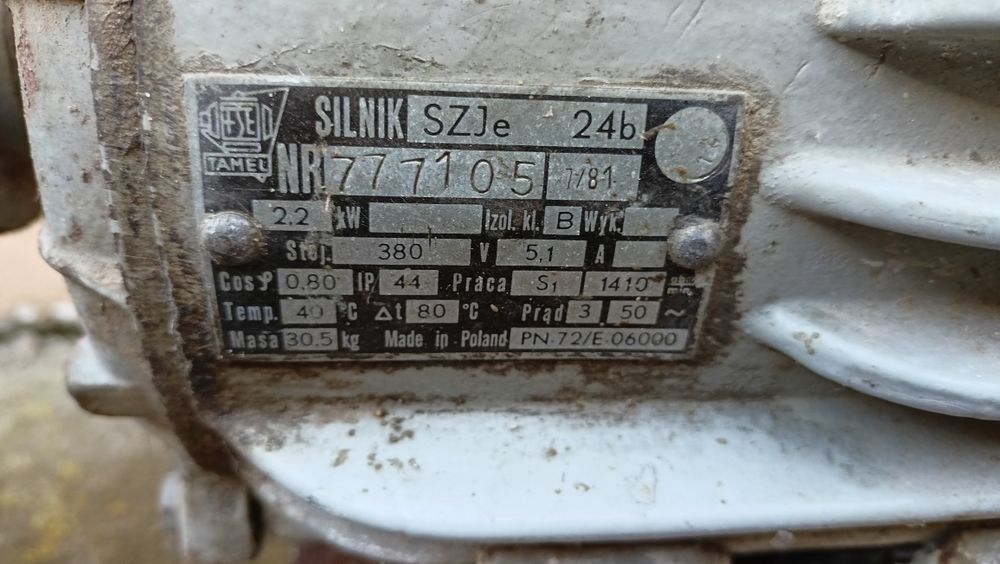 TAMEL
SILNIK SZJe 24b
NR 777105 7/81
2.2 kW Izol. kl. B Wyk.
Stoj. 380 V 5,1 A
Cos φ 0,80 IP 44 Praca S1 1410 obr/min.
Temp. 40 °C Δt 80 °C Prąd 3 50 ~
Masa 30.5 kg Made in Poland PN-72/E-06000